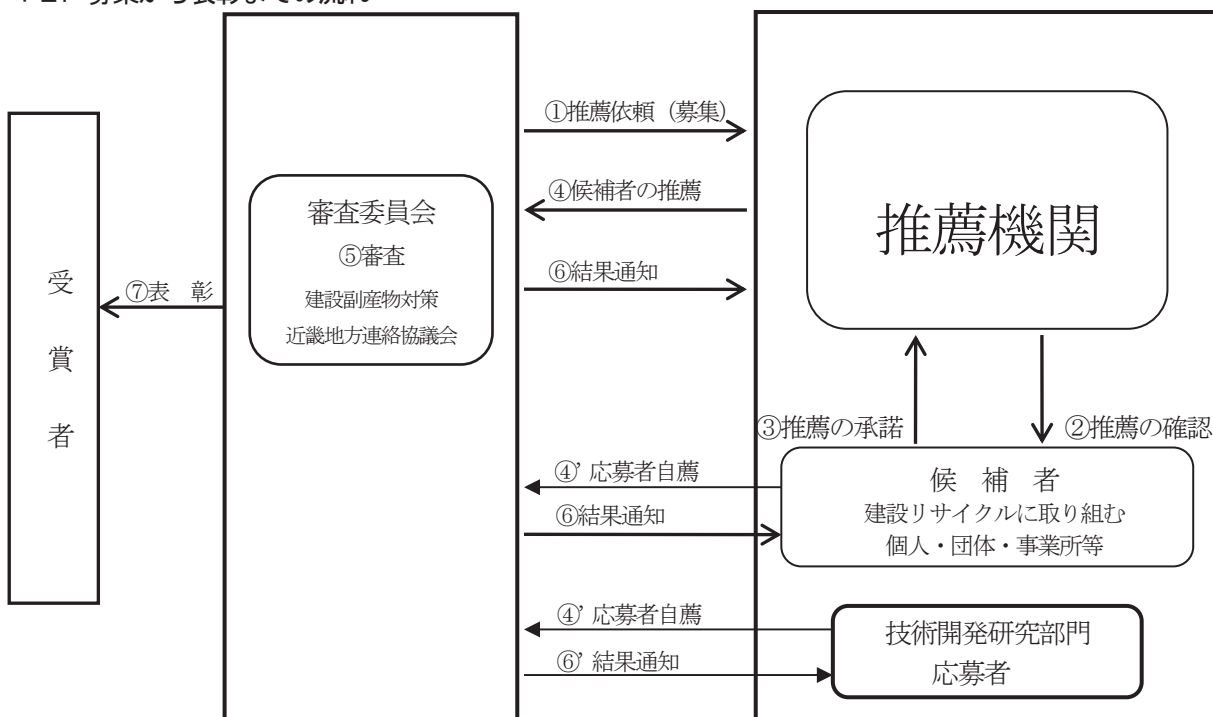 ①推薦依頼（募集）
④候補者の推薦
⑥結果通知
審査委員会
⑤審査
建設副産物対策
近畿地方連絡協議会
推薦機関
⑦表　彰
受
賞
者
③推薦の承諾
②推薦の確認
候　補　者
建設リサイクルに取り組む
個人・団体・事業所等
④’ 応募者自薦
⑥結果通知
④’ 応募者自薦
⑥’ 結果通知
技術開発研究部門
応募者